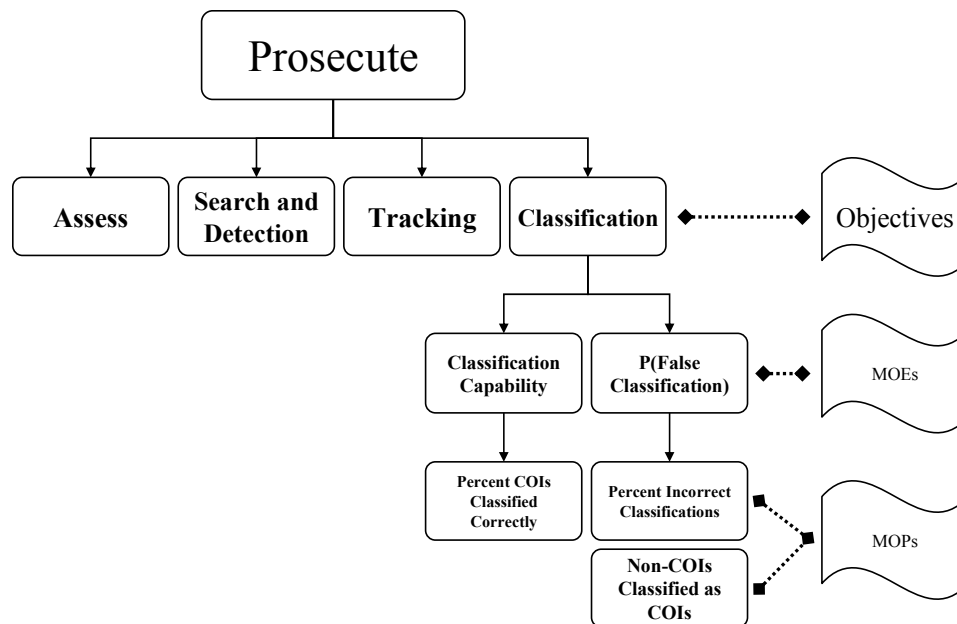 Prosecute
Assess
Search and
Detection
Tracking
Classification
Objectives
Classification
Capability
P(False
Classification)
MOEs
Percent COIs
Classified
Correctly
Percent Incorrect
Classifications
MOPs
Non-COIs
Classified as
COIs